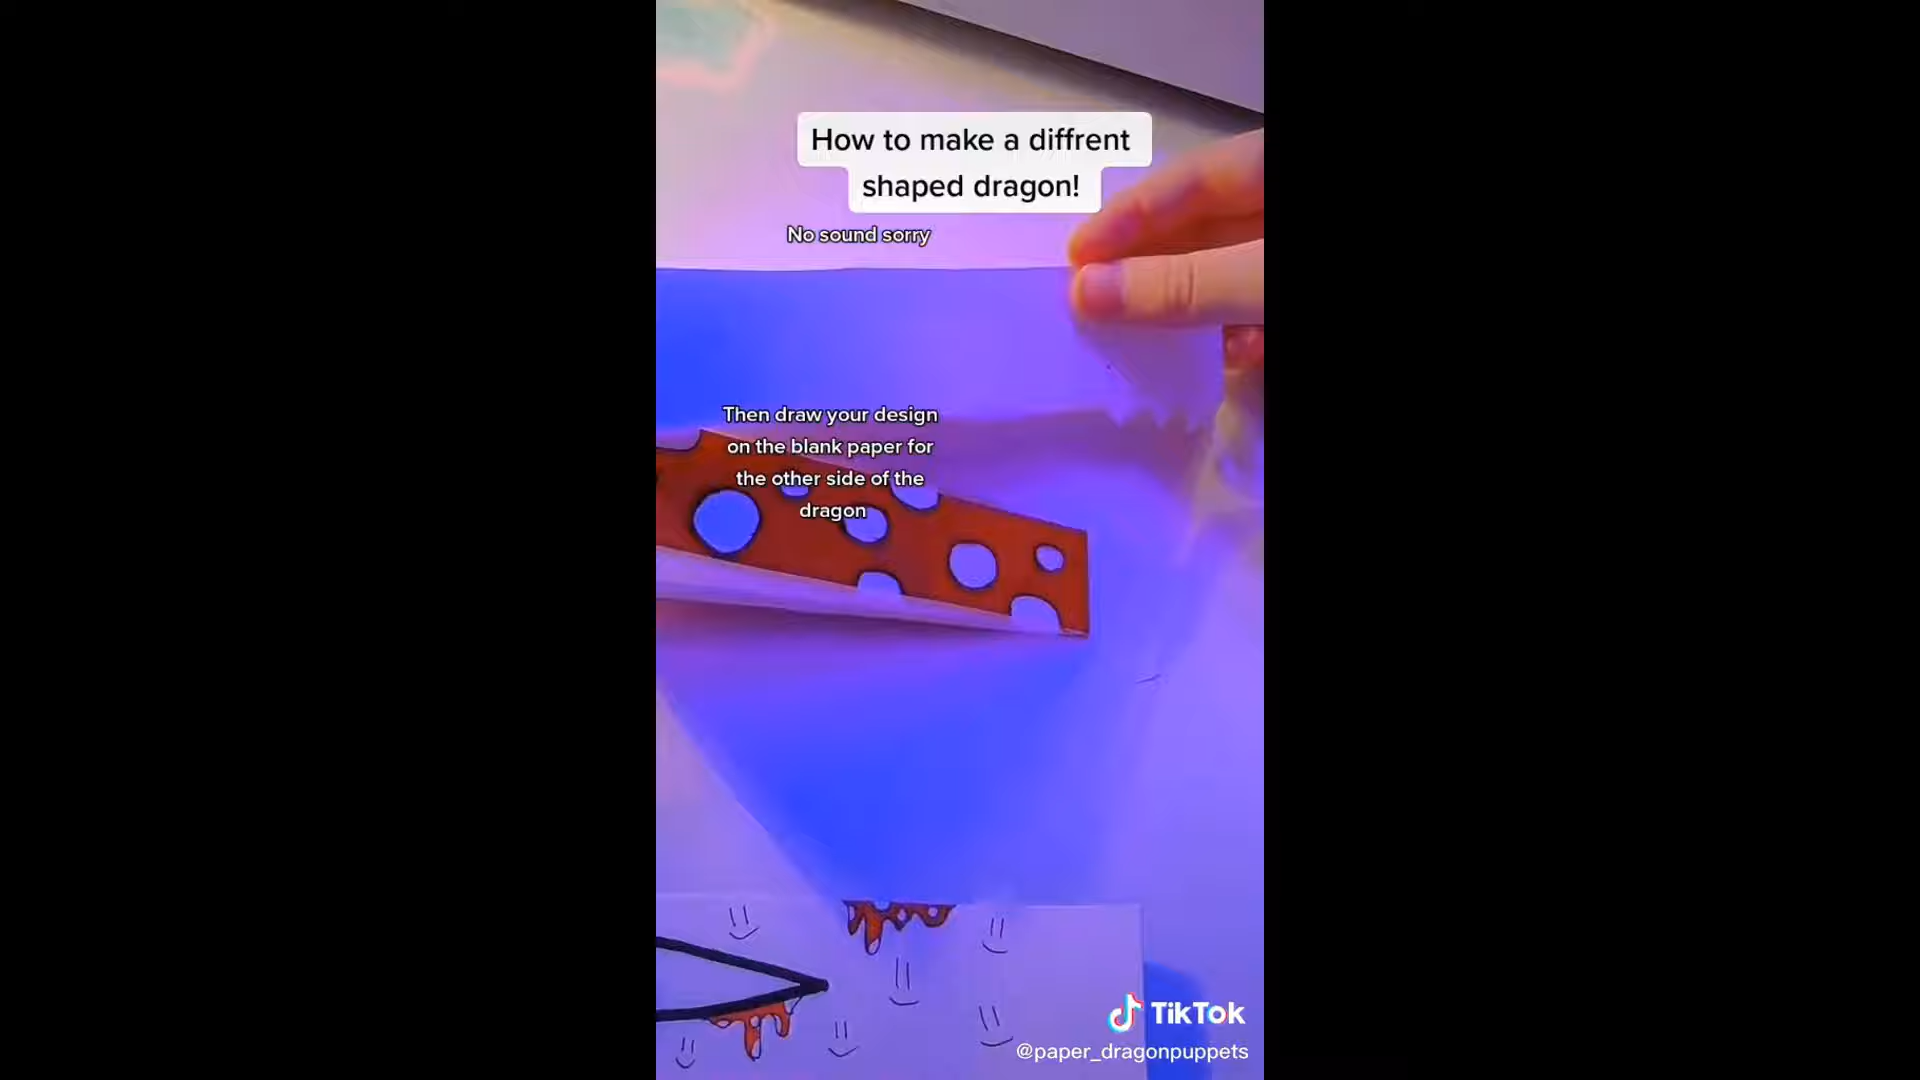 How to make a diffrent
shaped dragon!
No sound sorry
Then draw your design
on the blank paper for
the other side of the
dragon
TikTok
@paper_dragonpuppets